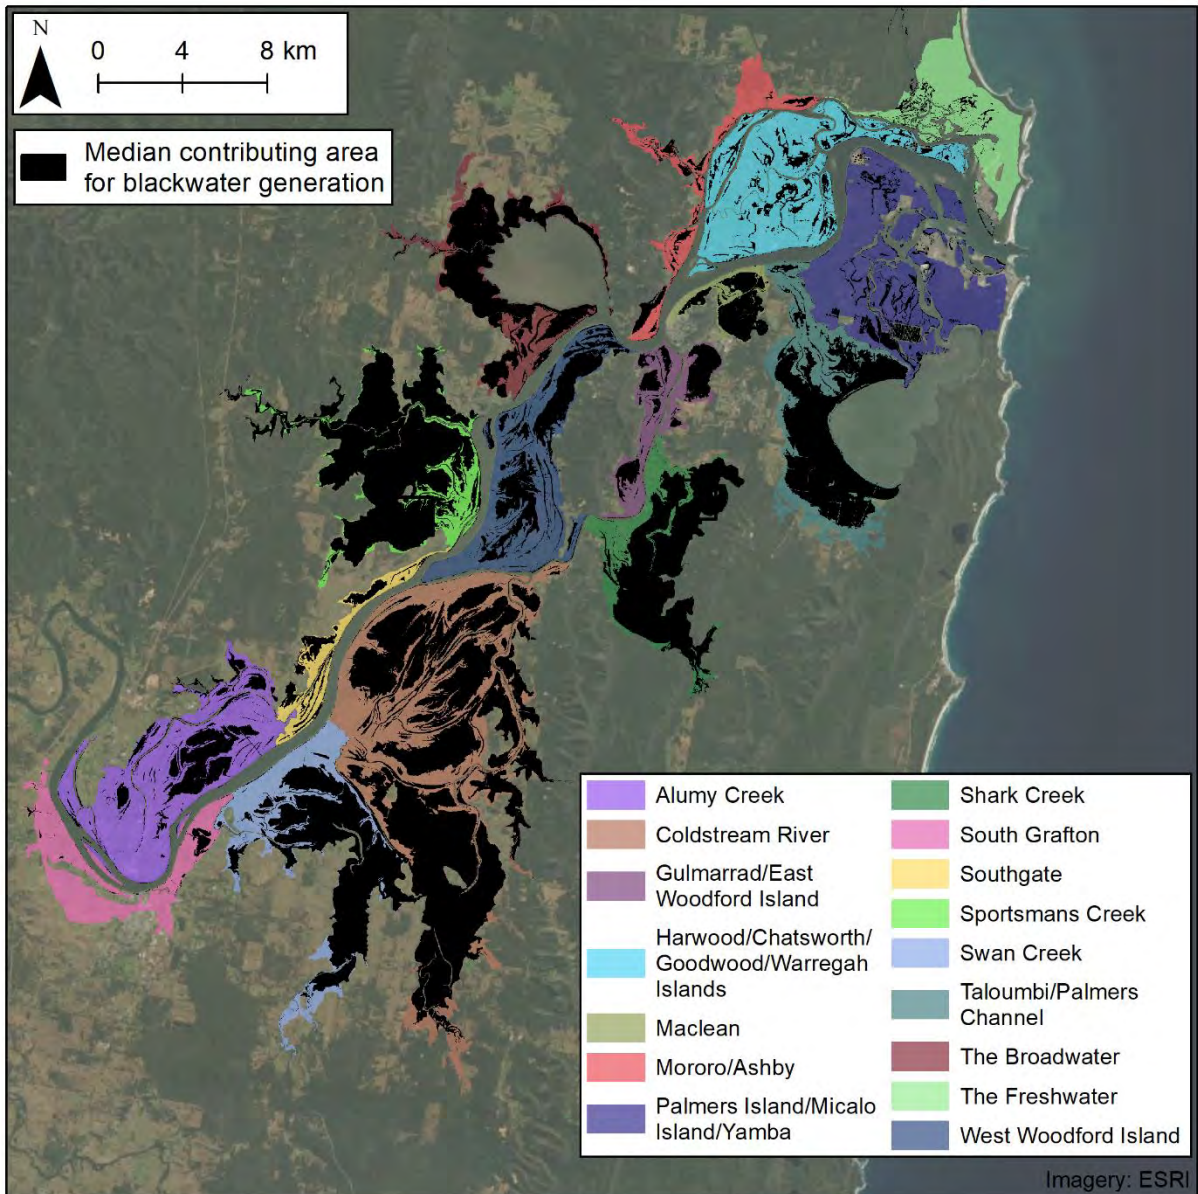 N
0 4 8 km
Median contributing area
for blackwater generation
Alumy Creek
Coldstream River
Gulmarrad/East
Woodford Island
Harwood/Chatsworth/
Goodwood/Warregah
Islands
Maclean
Mororo/Ashby
Palmers Island/Micalo
Island/Yamba
Shark Creek
South Grafton
Southgate
Sportsmans Creek
Swan Creek
Taloumbi/Palmers
Channel
The Broadwater
The Freshwater
West Woodford Island
Imagery: ESRI